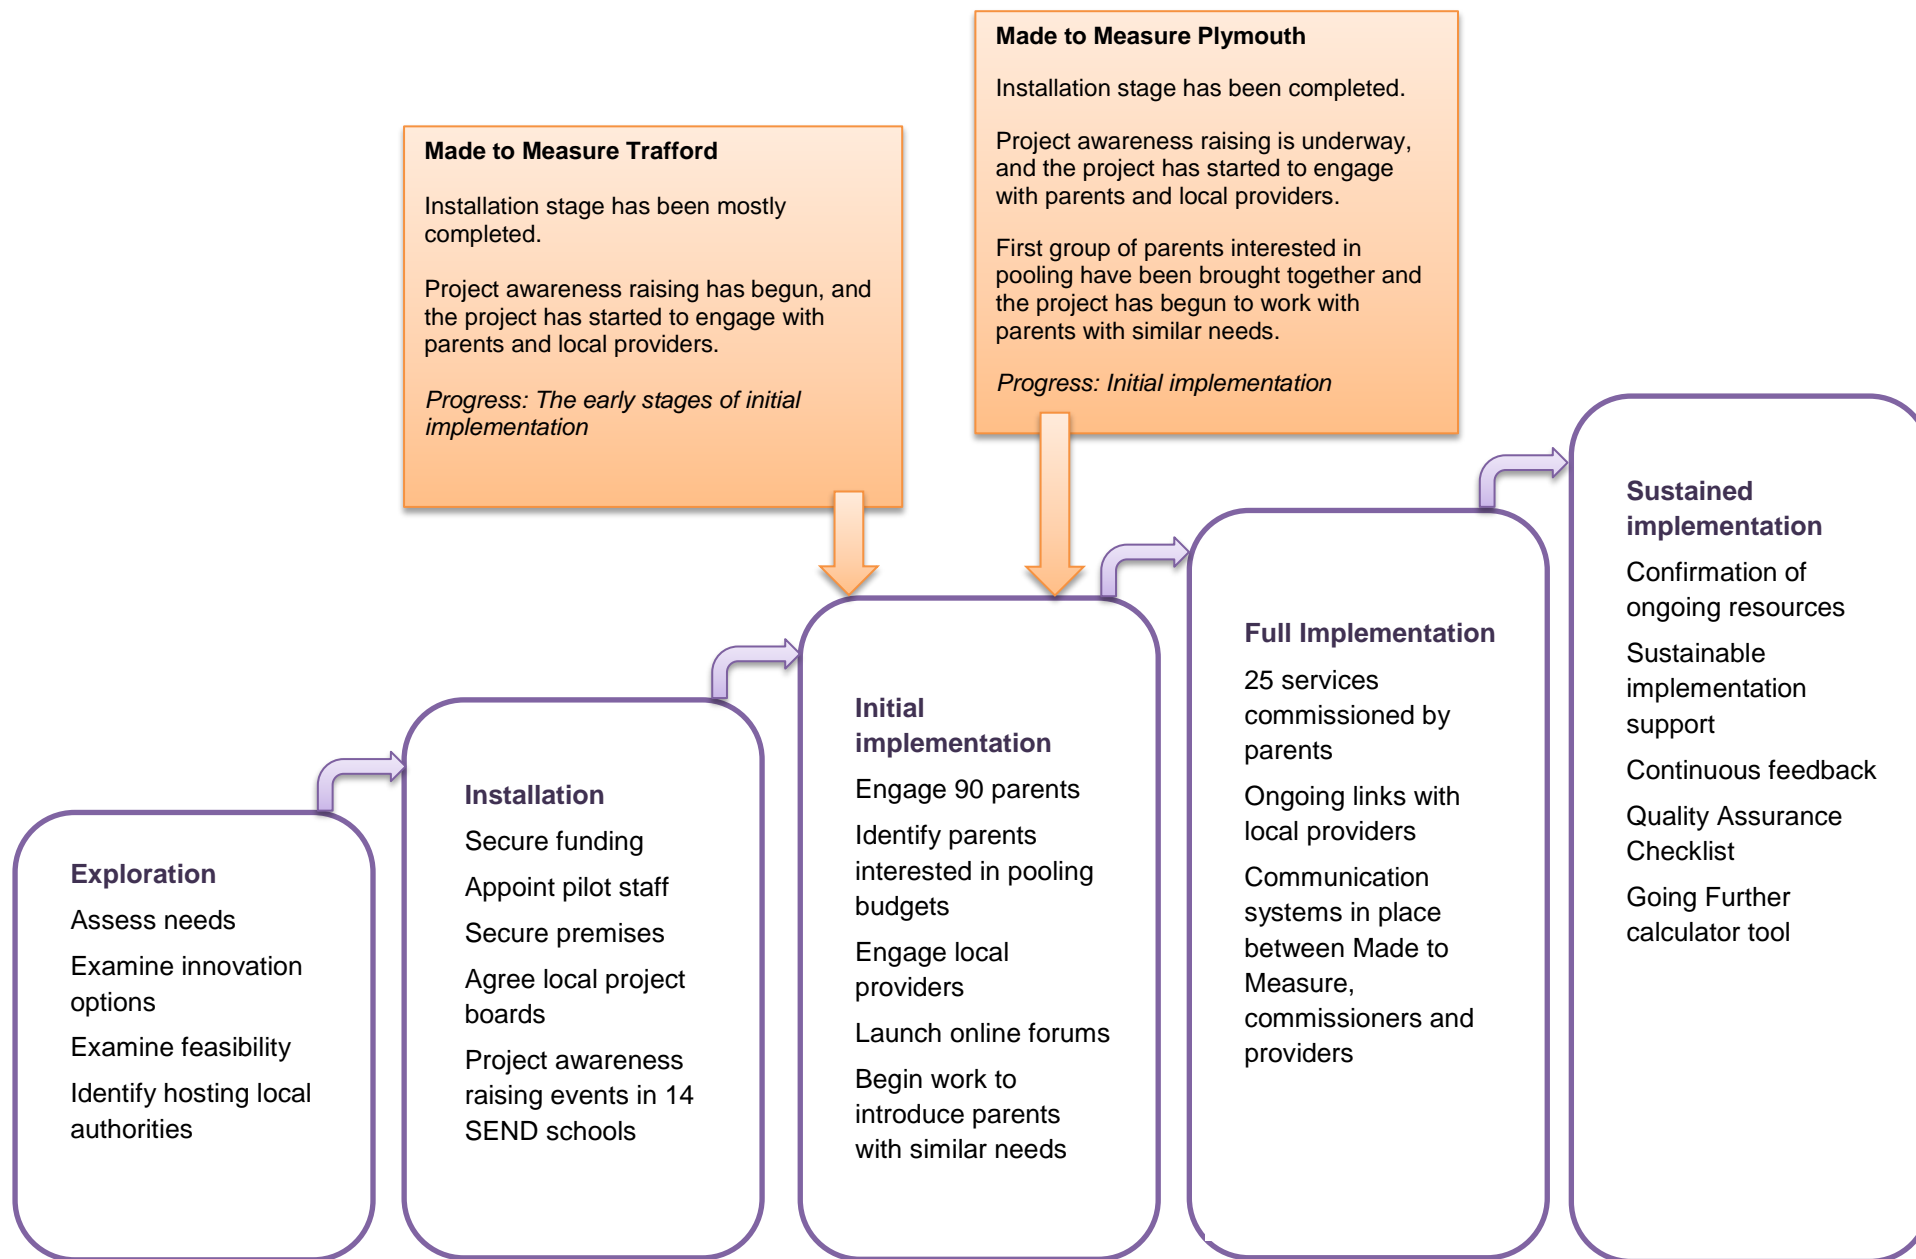 Made to Measure Plymouth
Installation stage has been completed.
Project awareness raising is underway,
and the project has started to engage
with parents and local providers.
First group of parents interested in
pooling have been brought together and
the project has begun to work with
parents with similar needs.
Progress: Initial implementation
Made to Measure Trafford
Installation stage has been mostly
completed.
Project awareness raising has begun, and
the project has started to engage with
parents and local providers.
Progress: The early stages of initial
implementation
Exploration
Assess needs
Examine innovation
options
Examine feasibility
Identify hosting local
authorities
Installation
Secure funding
Appoint pilot staff
Secure premises
Agree local project
boards
Project awareness
raising events in 14
SEND schools
Initial
implementation
Engage 90 parents
Identify parents
interested in pooling
budgets
Engage local
providers
Launch online forums
Begin work to
introduce parents
with similar needs
Full Implementation
25 services
commissioned by
parents
Ongoing links with
local providers
Communication
systems in place
between Made to
Measure,
commissioners and
providers
Sustained
implementation
Confirmation of
ongoing resources
Sustainable
implementation
support
Continuous feedback
Quality Assurance
Checklist
Going Further
calculator tool